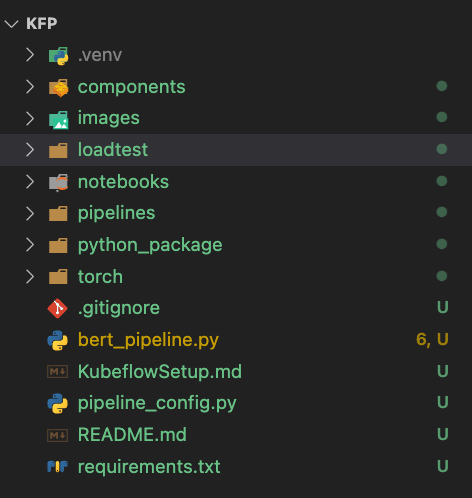 KFP
.venv
components
images
loadtest
notebooks
pipelines
python_package
torch
.gitignore U
bert_pipeline.py 6, U
KubeflowSetup.md U
pipeline_config.py U
README.md U
requirements.txt U